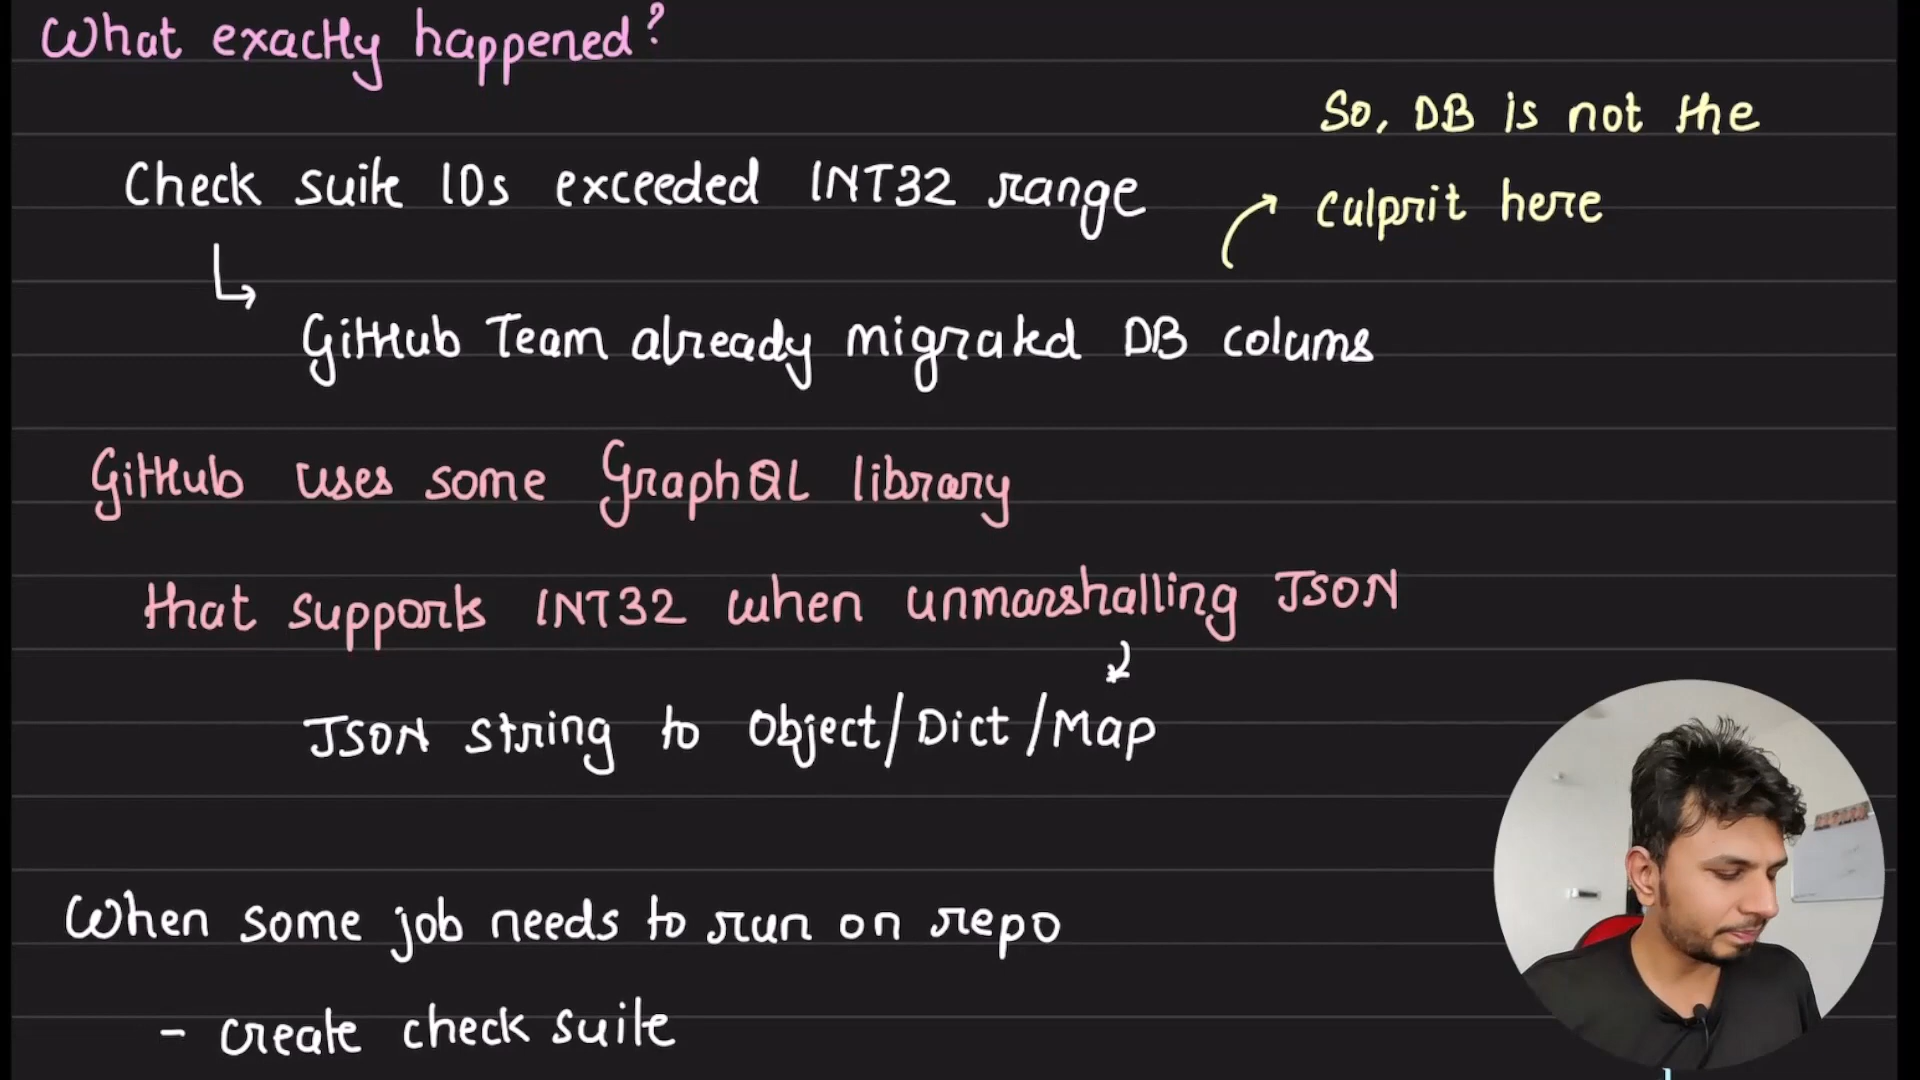 What exactly happened?
So, DB is not the
culprit here
Check suite IDs exceeded INT32 range
GitHub Team already migrated DB colums
GitHub uses some GraphQL library
that supports INT32 when unmarshalling JSON
JSON string to Object/Dict/Map
When some job needs to run on repo
- create check suite